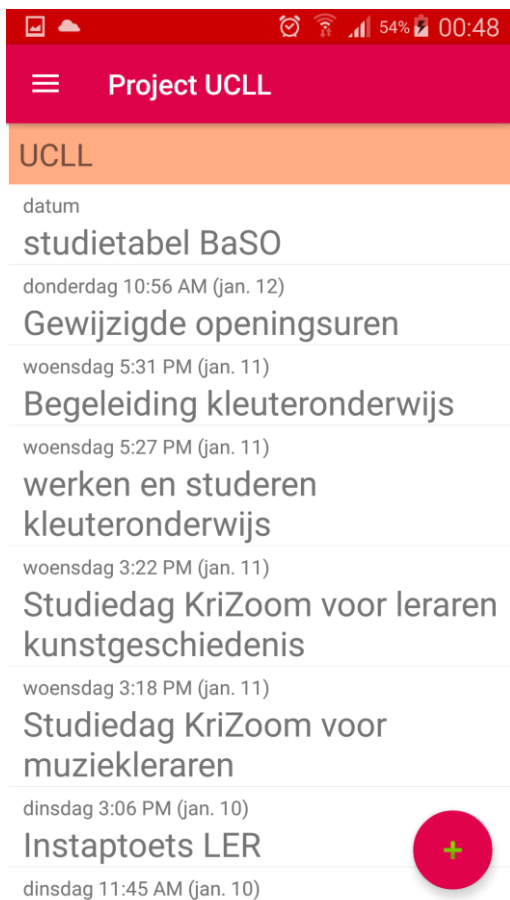 54% 00:48
Project UCLL
UCLL
datum
studietabel BaSO
donderdag 10:56 AM (jan. 12)
Gewijzigde openingsuren
woensdag 5:31 PM (jan. 11)
Begeleiding kleuteronderwijs
woensdag 5:27 PM (jan. 11)
werken en studeren
kleuteronderwijs
woensdag 3:22 PM (jan. 11)
Studiedag KriZoom voor leraren
kunstgeschiedenis
woensdag 3:18 PM (jan. 11)
Studiedag KriZoom voor
muziekleraren
dinsdag 3:06 PM (jan. 10)
Instaptoets LER
+
dinsdag 11:45 AM (jan. 10)